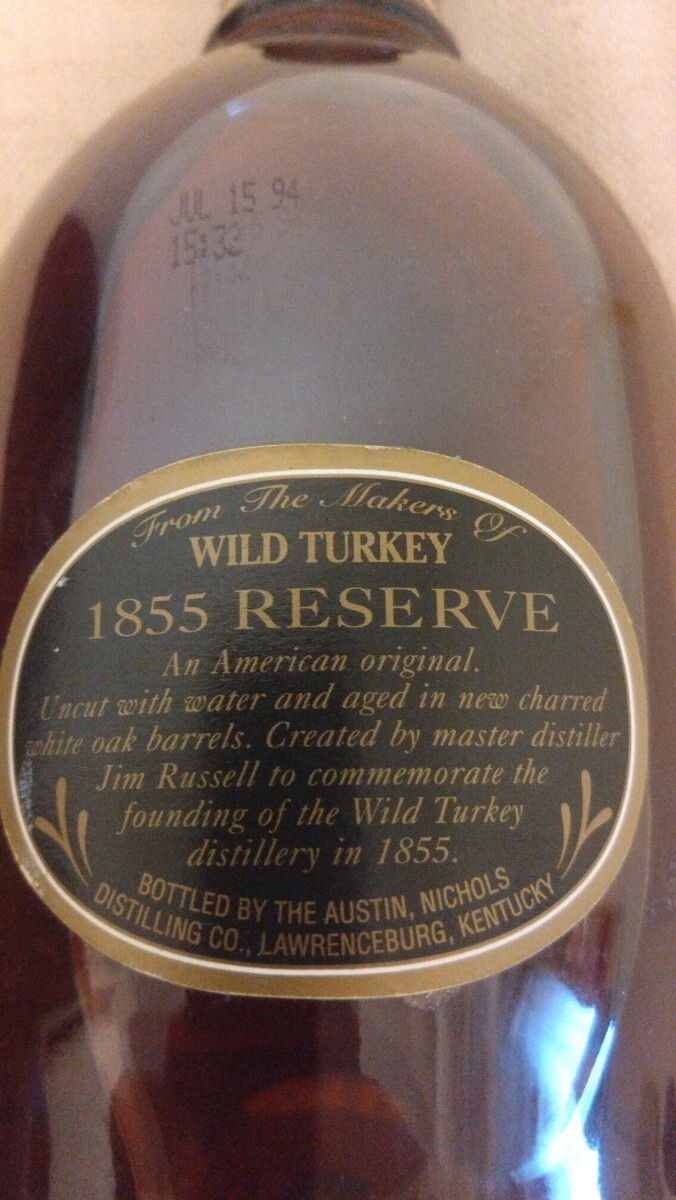 JUL 15 94
15:32
From The Makers Of
WILD TURKEY
1855 RESERVE
An American original.
Uncut with water and aged in new charred
white oak barrels. Created by master distiller
Jim Russell to commemorate the
founding of the Wild Turkey
distillery in 1855.
BOTTLED BY THE AUSTIN, NICHOLS
DISTILLING CO., LAWRENCEBURG, KENTUCKY